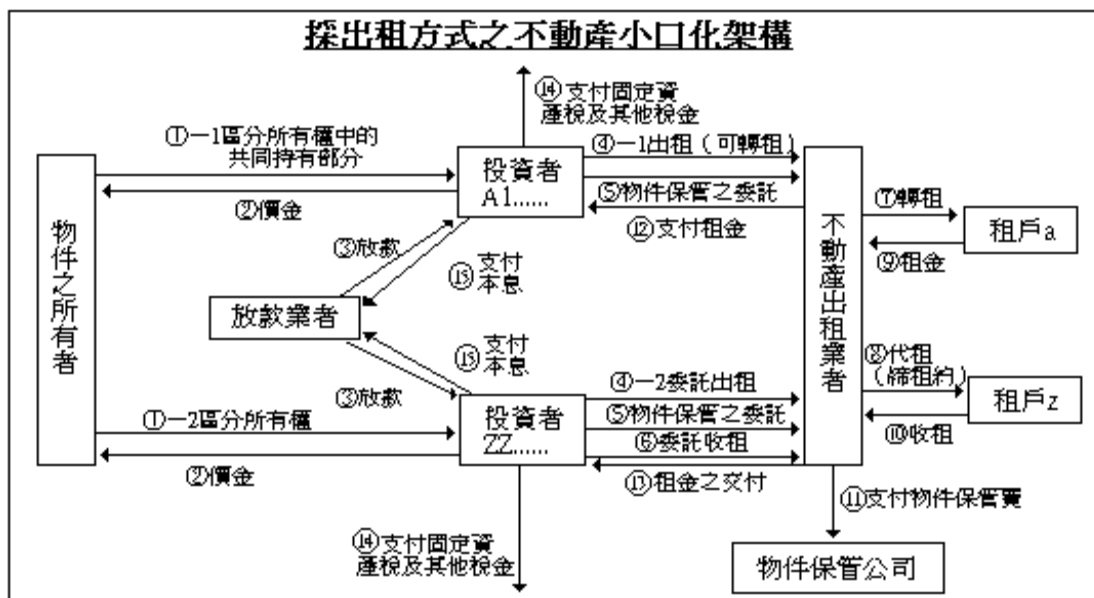 採出租方式之不動產小口化架構
⑭支付固定資
產稅及其他稅金
①一1區分所有權中的
共同持有部分
②價金
投資者
A1......
④一1出租（可轉租）
⑤物件保管之委託
⑫支付租金
⑦轉租
租戶a
⑨租金
物件之所有者
不動產出租業者
③放款
⑮支付
本息
放款業者
⑮支付
本息
③放款
⑧代租
（締租約）
租戶z
⑩收租
①一2區分所有權
②價金
投資者
ZZ......
④一2委託出租
⑤物件保管之委託
⑥委託收租
⑬租金之交付
⑪支付物件保管費
⑭支付固定資
產稅及其他稅金
物件保管公司